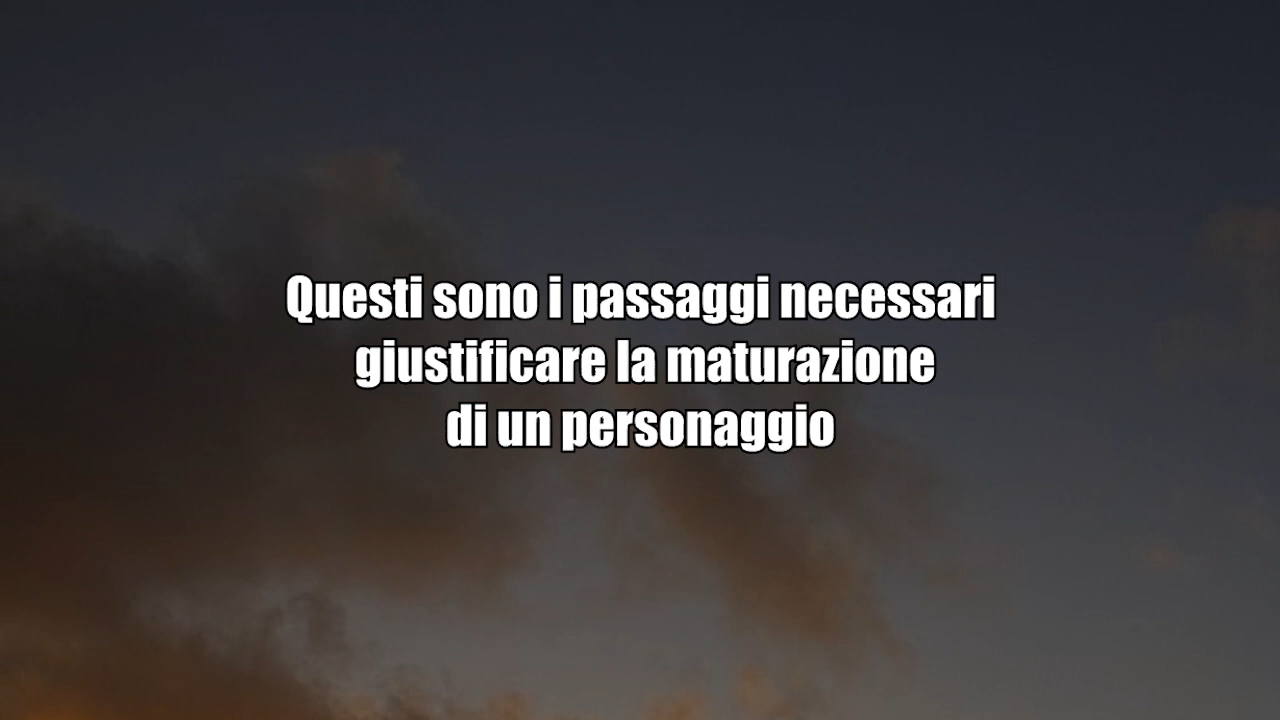 Questi sono i passaggi necessari
giustificare la maturazione
di un personaggio